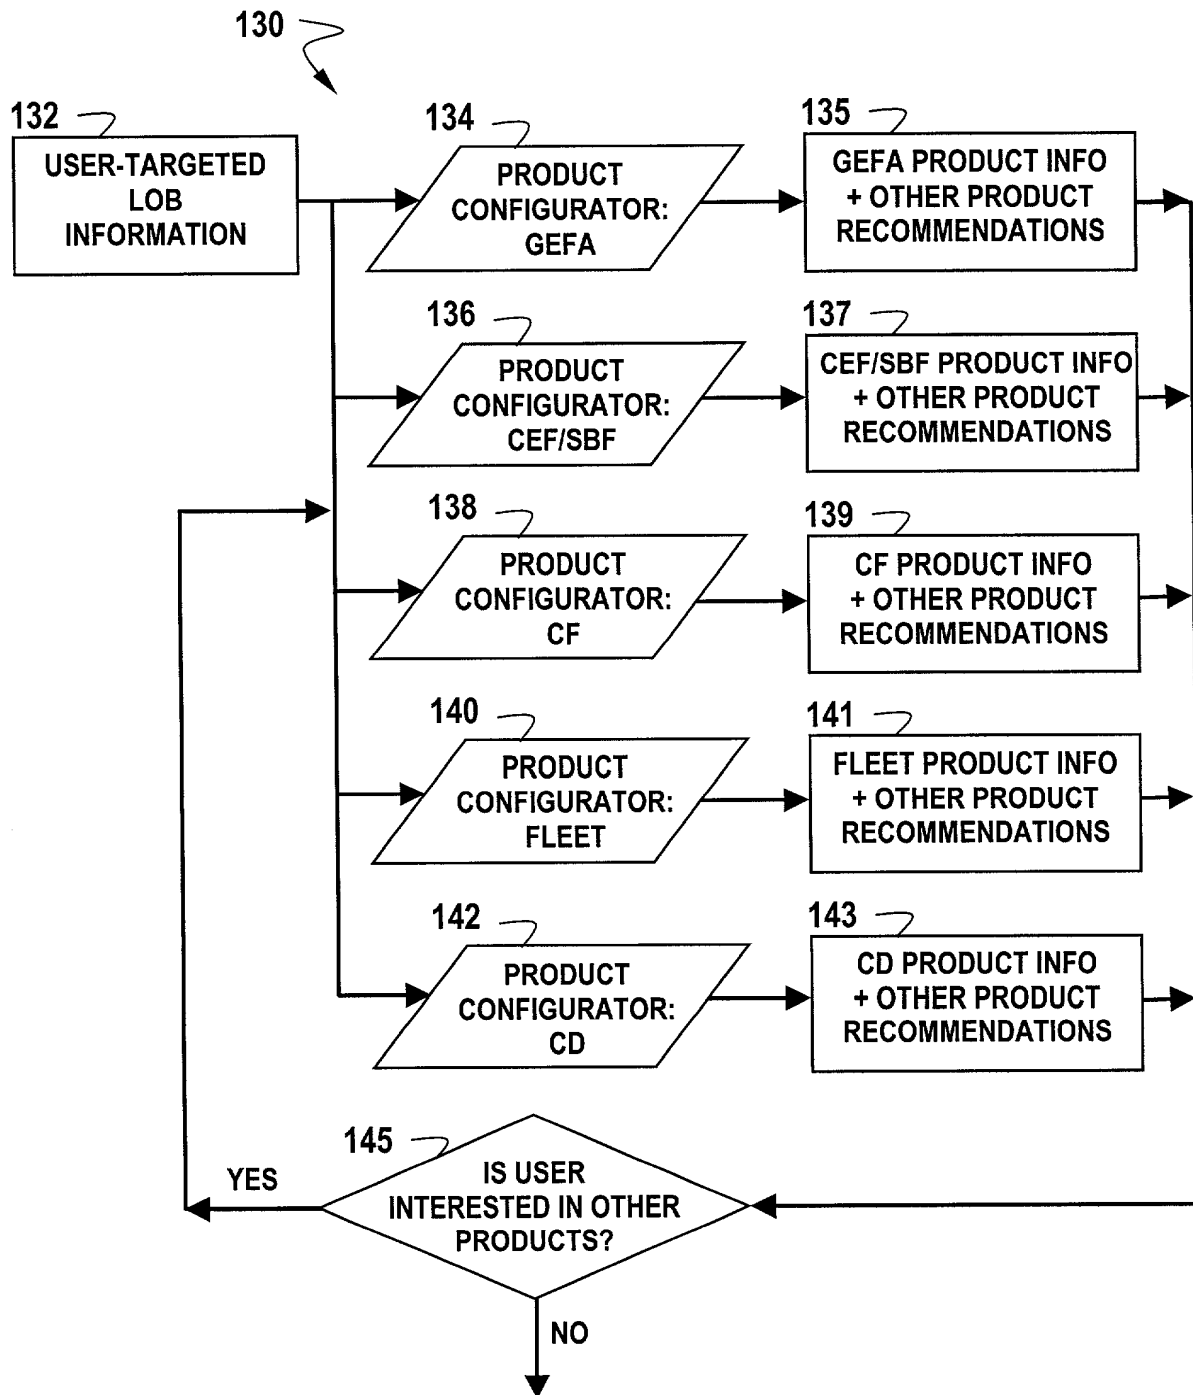 130
132
USER-TARGETED
LOB
INFORMATION
134
PRODUCT
CONFIGURATOR:
GEFA
135
GEFA PRODUCT INFO
+ OTHER PRODUCT
RECOMMENDATIONS
136
PRODUCT
CONFIGURATOR:
CEF/SBF
137
CEF/SBF PRODUCT INFO
+ OTHER PRODUCT
RECOMMENDATIONS
138
PRODUCT
CONFIGURATOR:
CF
139
CF PRODUCT INFO
+ OTHER PRODUCT
RECOMMENDATIONS
140
PRODUCT
CONFIGURATOR:
FLEET
141
FLEET PRODUCT INFO
+ OTHER PRODUCT
RECOMMENDATIONS
142
PRODUCT
CONFIGURATOR:
CD
143
CD PRODUCT INFO
+ OTHER PRODUCT
RECOMMENDATIONS
145
IS USER
INTERESTED IN OTHER
PRODUCTS?
YES
NO